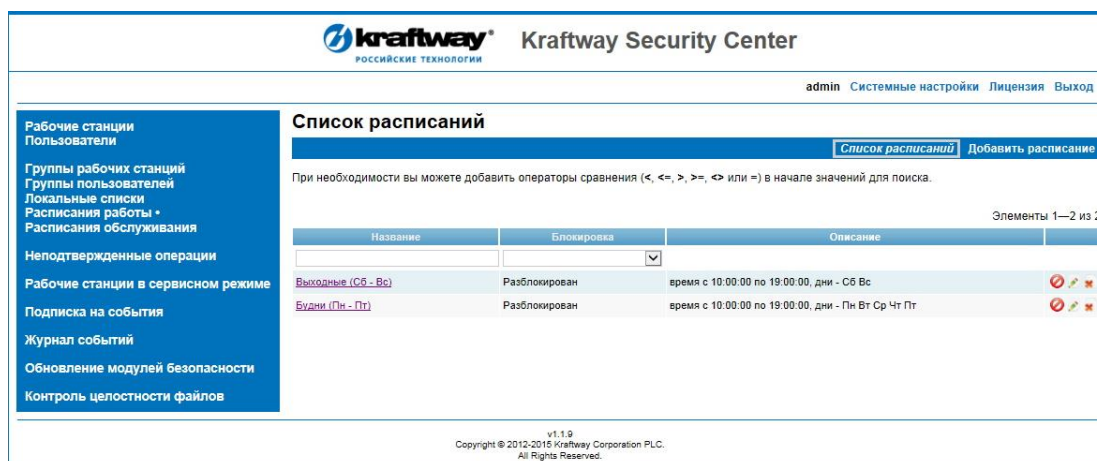 kraftway®
РОССИЙСКИЕ ТЕХНОЛОГИИ
Kraftway Security Center
admin Системные настройки Лицензия Выход
Рабочие станции
Пользователи
Группы рабочих станций
Группы пользователей
Локальные списки
Расписания работы •
Расписания обслуживания
Неподтвержденные операции
Рабочие станции в сервисном режиме
Подписка на события
Журнал событий
Обновление модулей безопасности
Контроль целостности файлов
Список расписаний
Список расписаний Добавить расписание
При необходимости вы можете добавить операторы сравнения (<, <=, >, >=, <> или =) в начале значений для поиска.
Элементы 1—2 из 2
Название Блокировка Описание
Выходные (Сб - Вс) Разблокирован время с 10:00:00 по 19:00:00, дни - Сб Вс
Будни (Пн - Пт) Разблокирован время с 10:00:00 по 19:00:00, дни - Пн Вт Ср Чт Пт
v1.1.9
Copyright © 2012-2015 Kraftway Corporation PLC.
All Rights Reserved.